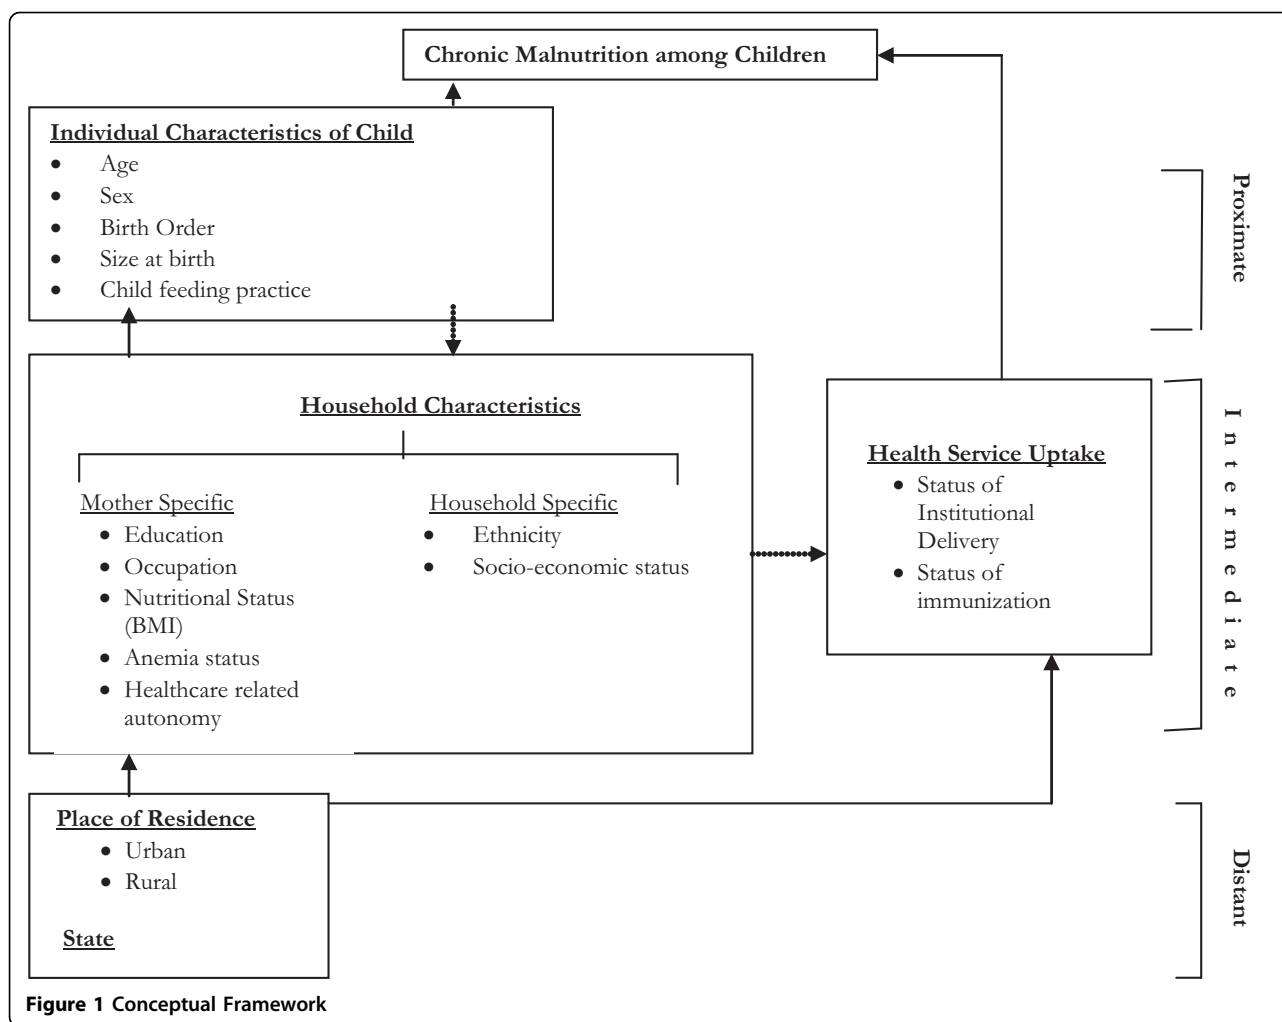 Chronic Malnutrition among Children
Individual Characteristics of Child
• Age
• Sex
• Birth Order
• Size at birth
• Child feeding practice
Proximate
Household Characteristics
Mother Specific
• Education
• Occupation
• Nutritional Status
(BMI)
• Anemia status
• Healthcare related
autonomy
Household Specific
• Ethnicity
• Socio-economic status
Health Service Uptake
• Status of
Institutional
Delivery
• Status of
immunization
Intermediate
Place of Residence
• Urban
• Rural
State
Distant
Figure 1 Conceptual Framework